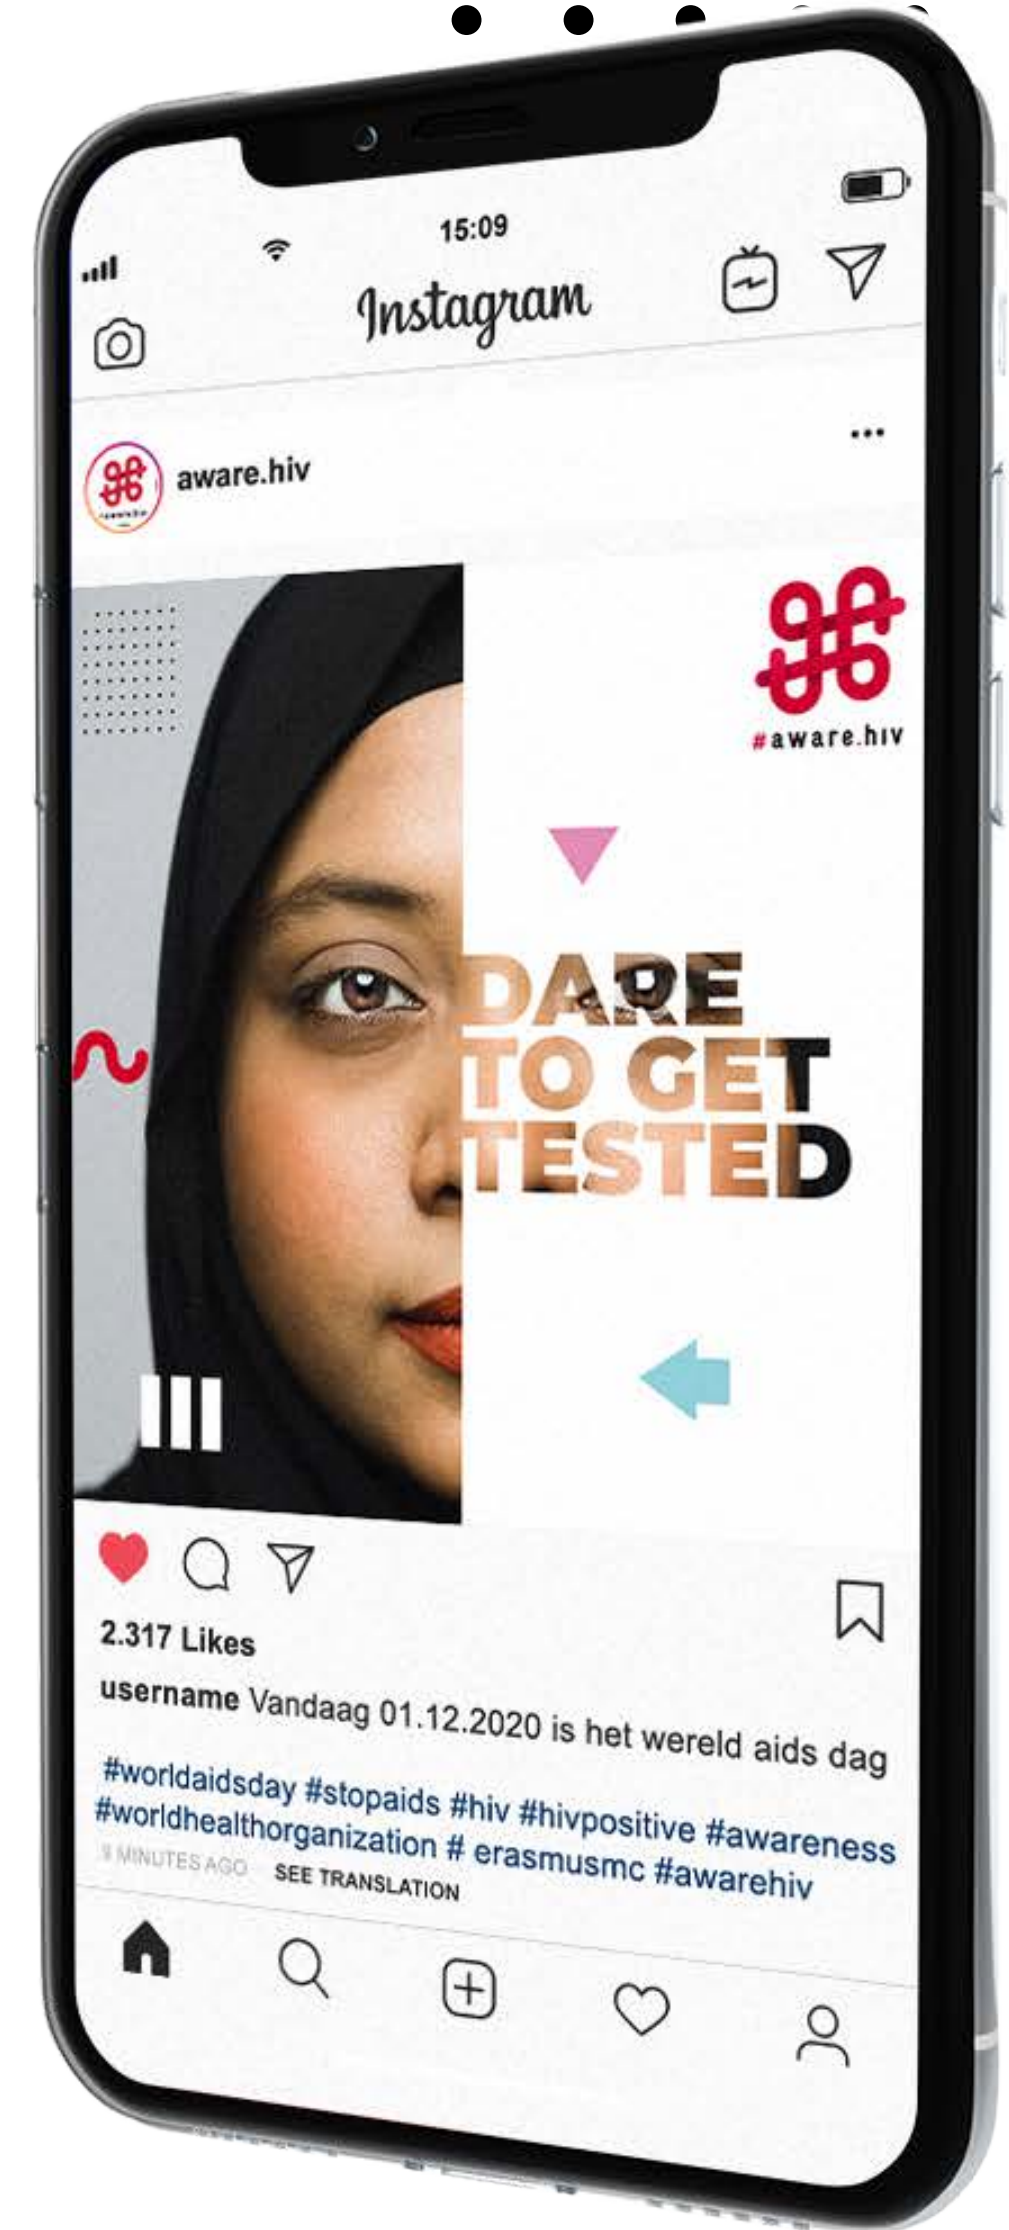 15:09
Instagram
aware.hiv
#aware.hiv
DARE
TO GET
TESTED
2.317 Likes
username Vandaag 01.12.2020 is het wereld aids dag
#worldaidsday #stopaids #hiv #hivpositive #awareness
#worldhealthorganization # erasmusmc #awarehiv
9 MINUTES AGO SEE TRANSLATION